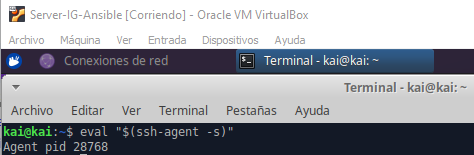 Server-IG-Ansible [Corriendo] - Oracle VM VirtualBox
Archivo Máquina Ver Entrada Dispositivos Ayuda
Conexiones de red Terminal - kai@kai: ~
Terminal - kai@kai: ~
Archivo Editar Ver Terminal Pestañas Ayuda
kai@kai:~$ eval "$(ssh-agent -s)"
Agent pid 28768